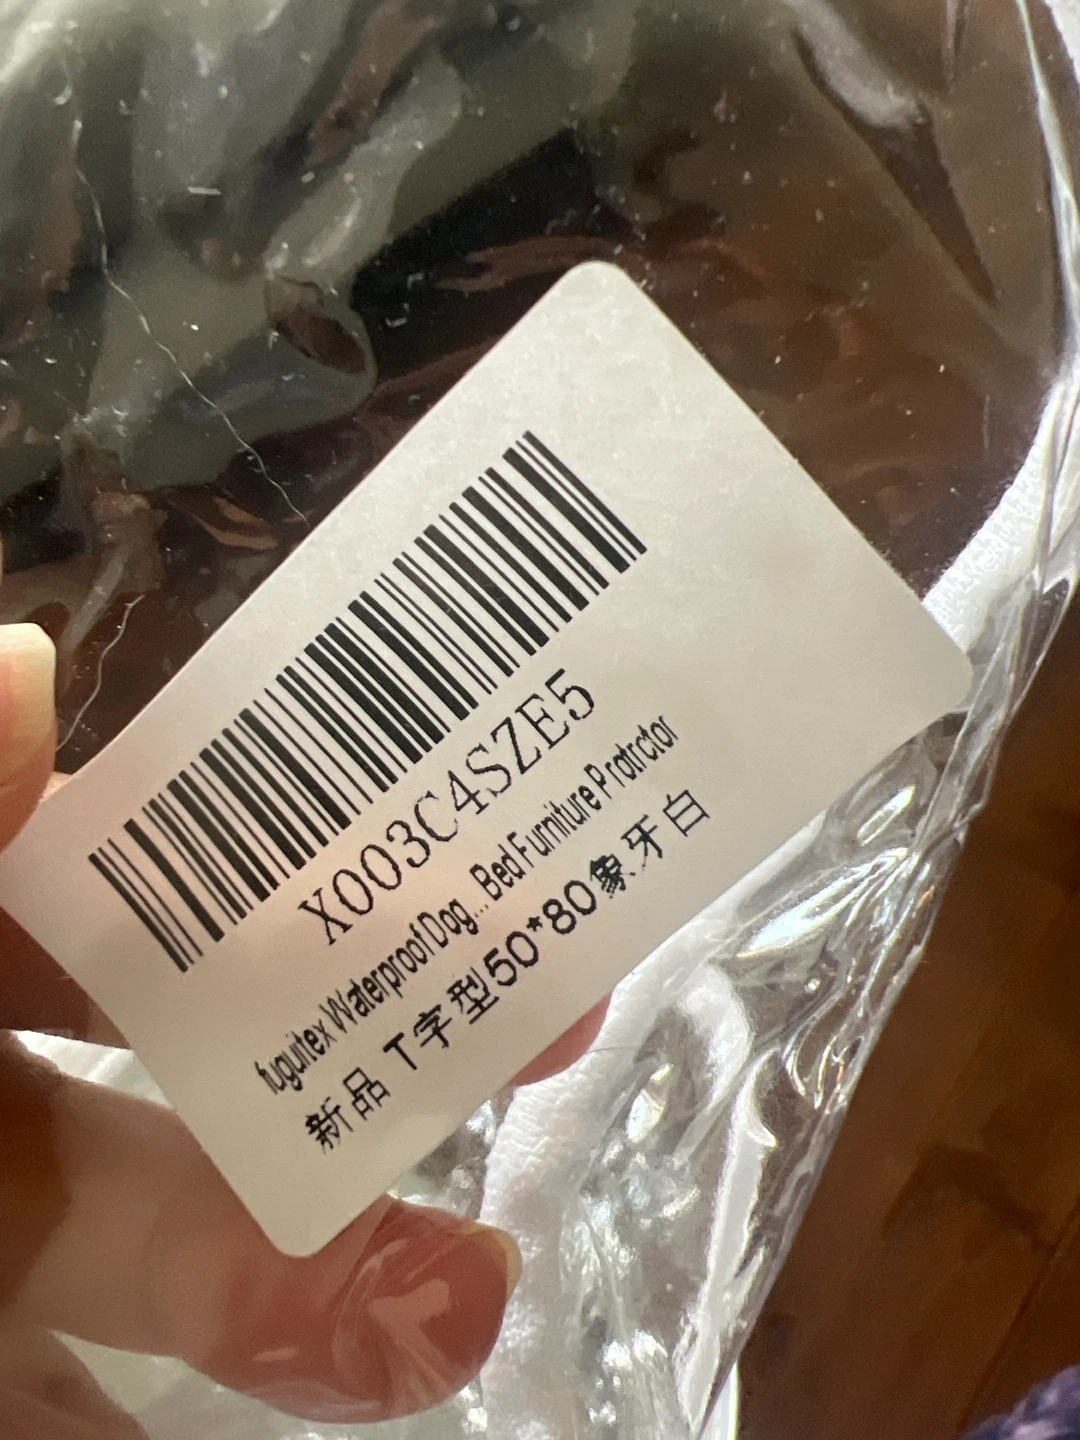 X003C4SZE5
fuguitex Waterproof Dog... Bed Furniture Protrctor
新品 T字型50*80象牙白